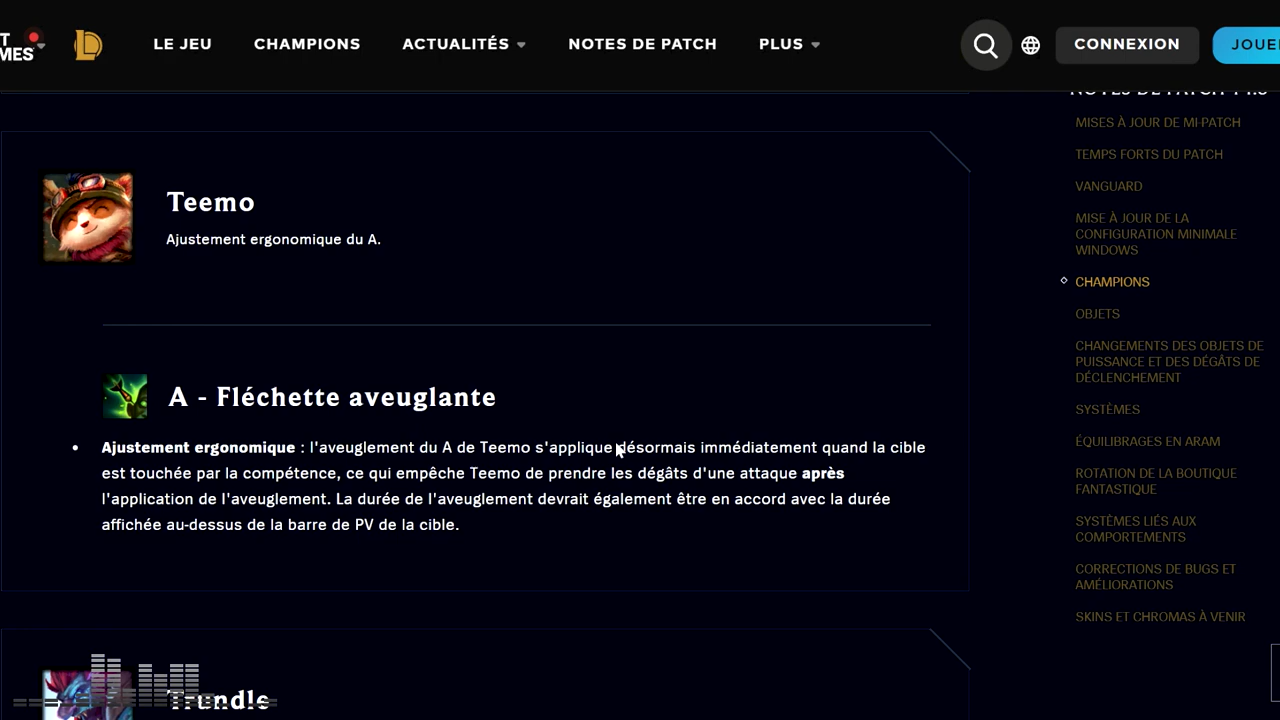 T
MES
LE JEU
CHAMPIONS
ACTUALITÉS
NOTES DE PATCH
PLUS
CONNEXION
JOUE
NOTES DE PATCH
MISES À JOUR DE MI-PATCH
TEMPS FORTS DU PATCH
VANGUARD
MISE À JOUR DE LA
CONFIGURATION MINIMALE
WINDOWS
CHAMPIONS
OBJETS
CHANGEMENTS DES OBJETS DE
PUISSANCE ET DES DÉGÂTS DE
DÉCLENCHEMENT
SYSTÈMES
ÉQUILIBRAGES EN ARAM
ROTATION DE LA BOUTIQUE
FANTASTIQUE
SYSTÈMES LIÉS AUX
COMPORTEMENTS
CORRECTIONS DE BUGS ET
AMÉLIORATIONS
SKINS ET CHROMAS À VENIR
Teemo
Ajustement ergonomique du A.
A - Fléchette aveuglante
• Ajustement ergonomique : l'aveuglement du A de Teemo s'applique désormais immédiatement quand la cible
est touchée par la compétence, ce qui empêche Teemo de prendre les dégâts d'une attaque après
l'application de l'aveuglement. La durée de l'aveuglement devrait également être en accord avec la durée
affichée au-dessus de la barre de PV de la cible.
Trundle